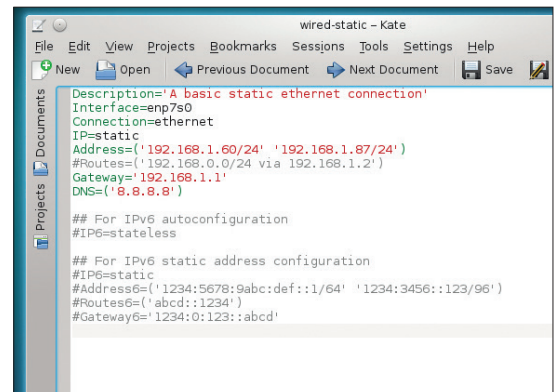 wired-static – Kate
File Edit View Projects Bookmarks Sessions Tools Settings Help
New Open Previous Document Next Document Save
Documents
Projects
Description='A basic static ethernet connection'
Interface=enp7s0
Connection=ethernet
IP=static
Address=('192.168.1.60/24' '192.168.1.87/24')
#Routes=('192.168.0.0/24 via 192.168.1.2')
Gateway='192.168.1.1'
DNS=('8.8.8.8')
## For IPv6 autoconfiguration
#IP6=stateless
## For IPv6 static address configuration
#IP6=static
#Address6=('1234:5678:9abc:def::1/64' '1234:3456::123/96')
#Routes6=('abcd::1234')
#Gateway6='1234:0:123::abcd'